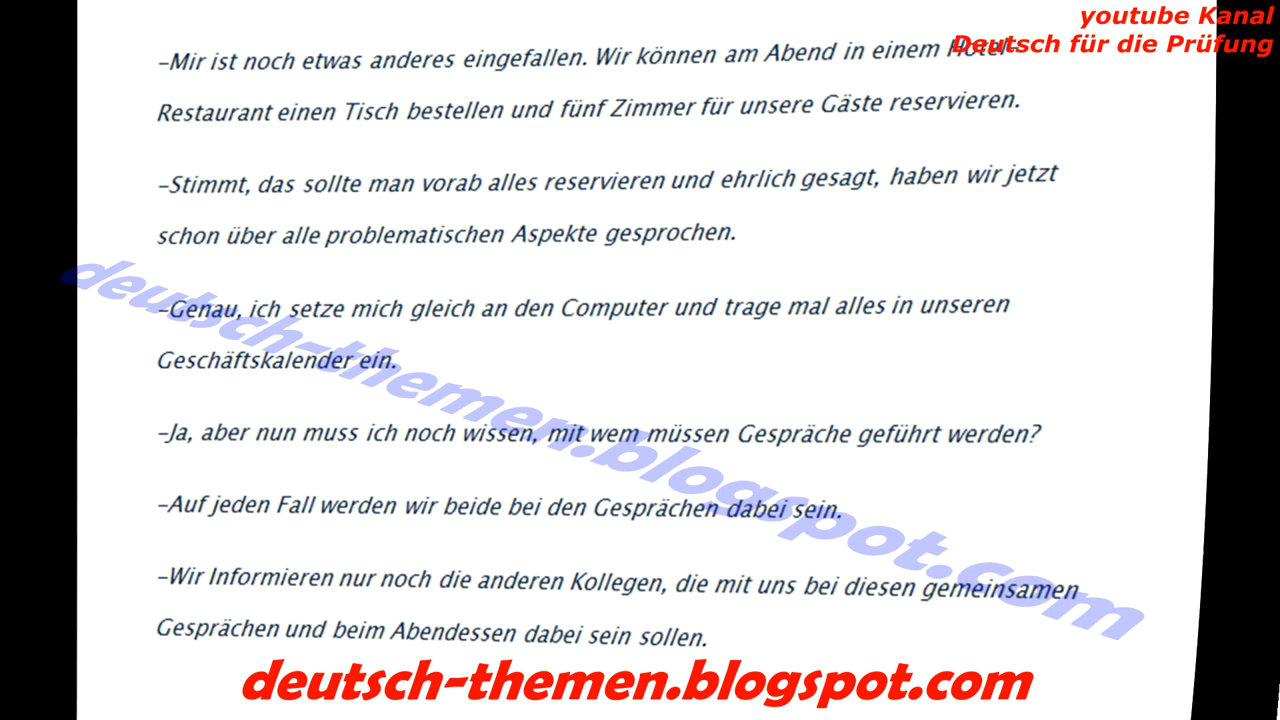 youtube Kanal
Deutsch für die Prüfung
–Mir ist noch etwas anderes eingefallen. Wir können am Abend in einem Hotel–
Restaurant einen Tisch bestellen und fünf Zimmer für unsere Gäste reservieren.
–Stimmt, das sollte man vorab alles reservieren und ehrlich gesagt, haben wir jetzt
schon über alle problematischen Aspekte gesprochen.
–Genau, ich setze mich gleich an den Computer und trage mal alles in unseren
Geschäftskalender ein.
–Ja, aber nun muss ich noch wissen, mit wem müssen Gespräche geführt werden?
–Auf jeden Fall werden wir beide bei den Gesprächen dabei sein.
–Wir Informieren nur noch die anderen Kollegen, die mit uns bei diesen gemeinsamen
Gesprächen und beim Abendessen dabei sein sollen.
deutsch-themen.blogspot.com
deutsch-themen.blogspot.com